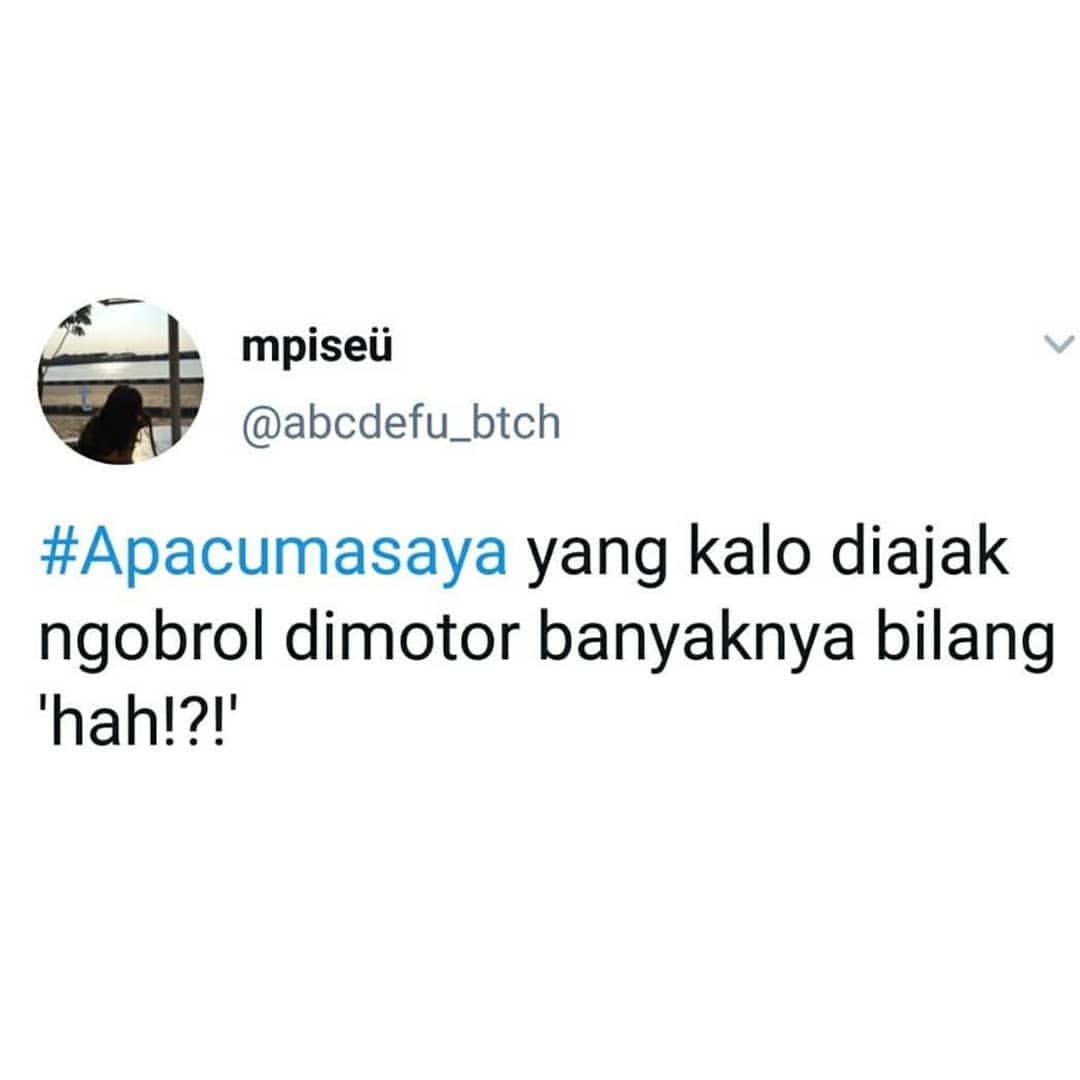 mpiseü
@abcdefu_btch
#Apacumasaya yang kalo diajak
ngobrol dimotor banyaknya bilang
'hah!?!'